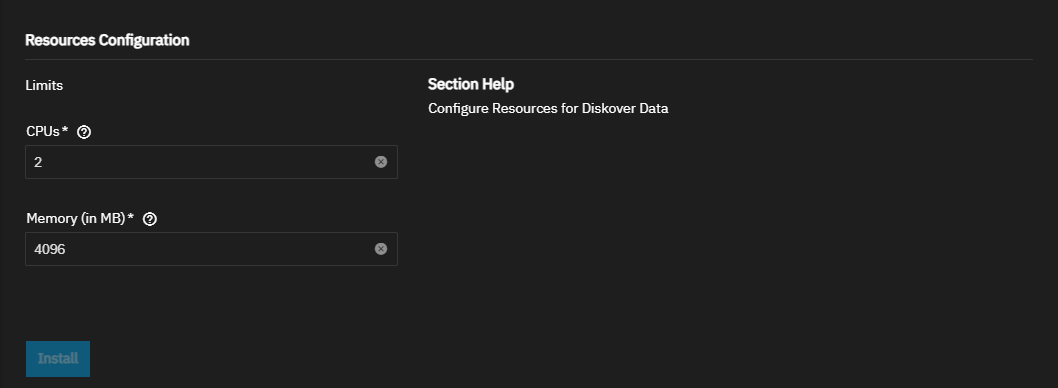 Resources Configuration
Limits
Section Help
Configure Resources for Diskover Data
CPUs*
2
Memory (in MB)*
4096
Install